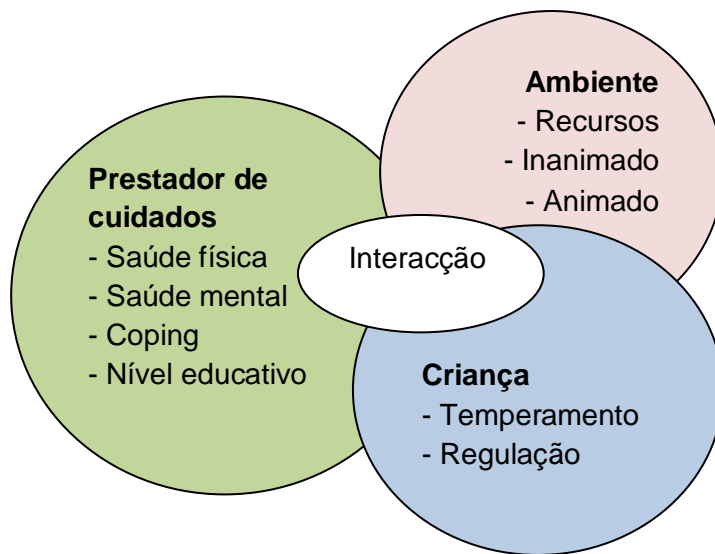 Ambiente
- Recursos
- Inanimado
- Animado
Prestador de
cuidados
- Saúde física
- Saúde mental
- Coping
- Nível educativo
Interacção
Criança
- Temperamento
- Regulação